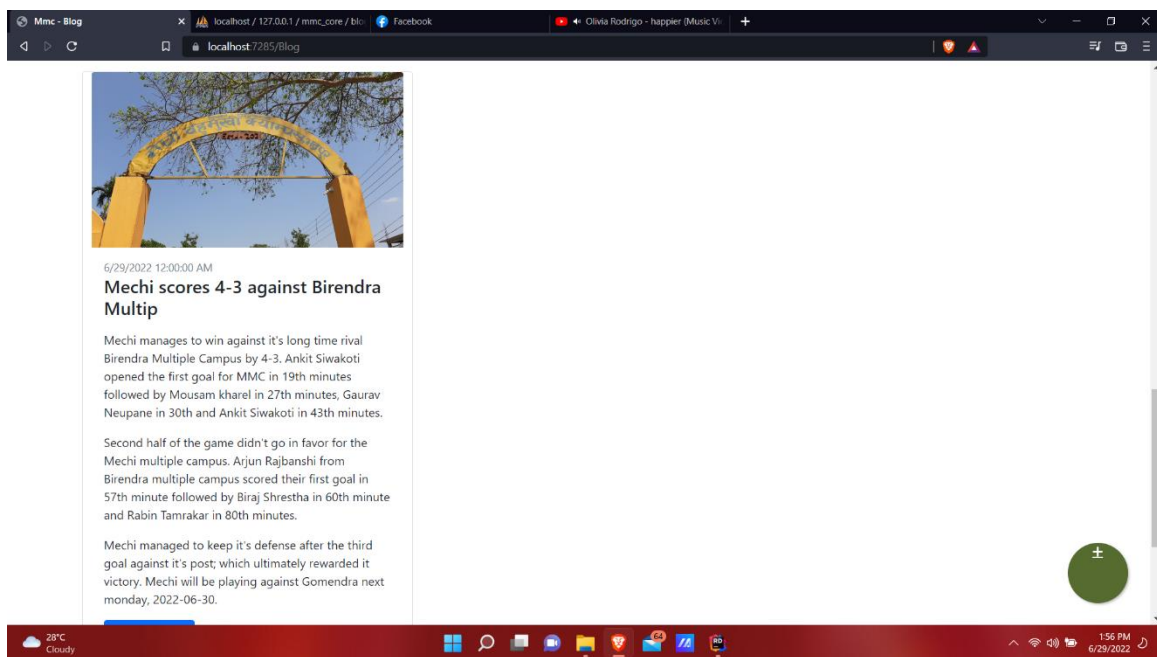 Mmc - Blog
localhost / 127.0.0.1 / mmc_core / blo
Facebook
Olivia Rodrigo - happier (Music Vi
localhost:7285/Blog
6/29/2022 12:00:00 AM
Mechi scores 4-3 against Birendra
Multip
Mechi manages to win against it's long time rival
Birendra Multiple Campus by 4-3. Ankit Siwakoti
opened the first goal for MMC in 19th minutes
followed by Mousam kharel in 27th minutes, Gaurav
Neupane in 30th and Ankit Siwakoti in 43th minutes.
Second half of the game didn't go in favor for the
Mechi multiple campus. Arjun Rajbanshi from
Birendra multiple campus scored their first goal in
57th minute followed by Biraj Shrestha in 60th minute
and Rabin Tamrakar in 80th minutes.
Mechi managed to keep it's defense after the third
goal against it's post; which ultimately rewarded it
victory. Mechi will be playing against Gomendra next
monday, 2022-06-30.
±
28°C
Cloudy
64
RD
1:56 PM
6/29/2022